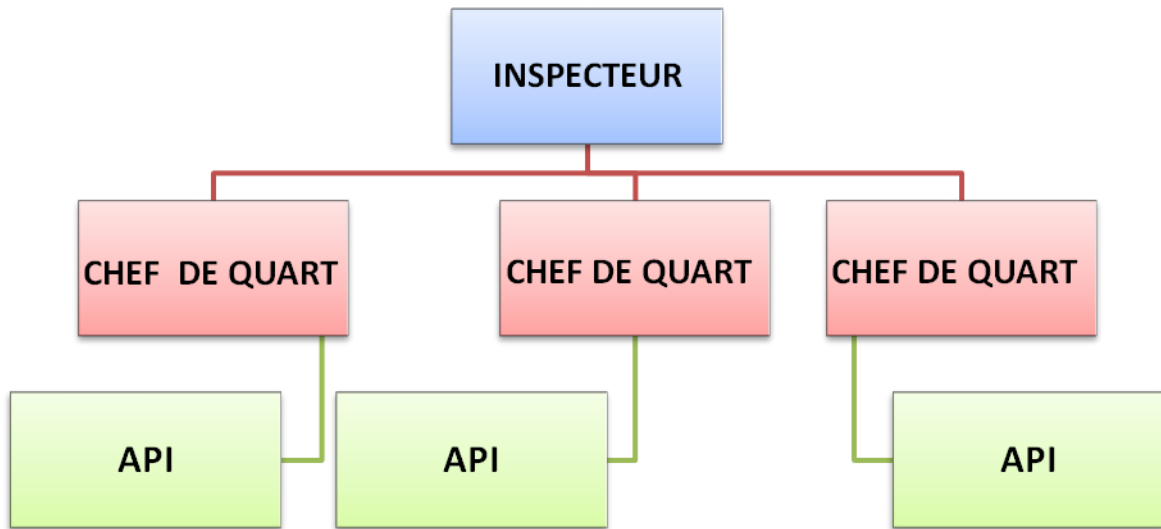 INSPECTEUR
CHEF  DE QUART
CHEF DE QUART
CHEF DE QUART
API
API
API